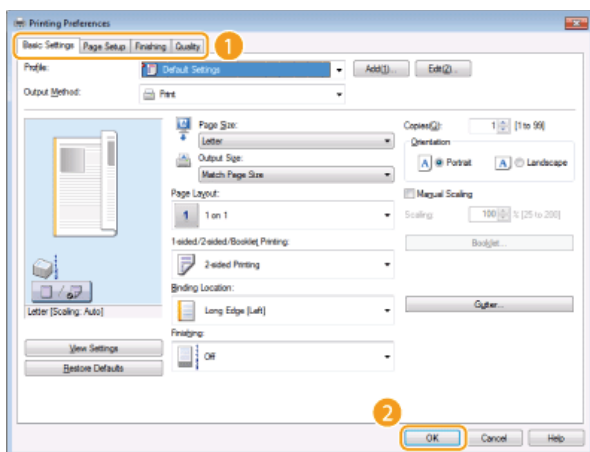 Printing Preferences
Basic Settings Page Setup Finishing Quality 1
Profile: Default Settings Add(1)... Edit(2)...
Output Method: Print
Page Size:
Letter
Copies(Q): 1 [1 to 99]
Output Size:
Match Page Size
Orientation
A Portrait A Landscape
Page Layout:
1 1 on 1
Manual Scaling
Scaling: 100 % [25 to 200]
1-sided/2-sided/Booklet Printing:
2-sided Printing
Booklet...
Binding Location:
Long Edge [Left]
Gutter...
Letter [Scaling: Auto]
Finishing:
Off
View Settings
Restore Defaults
2
OK Cancel Help